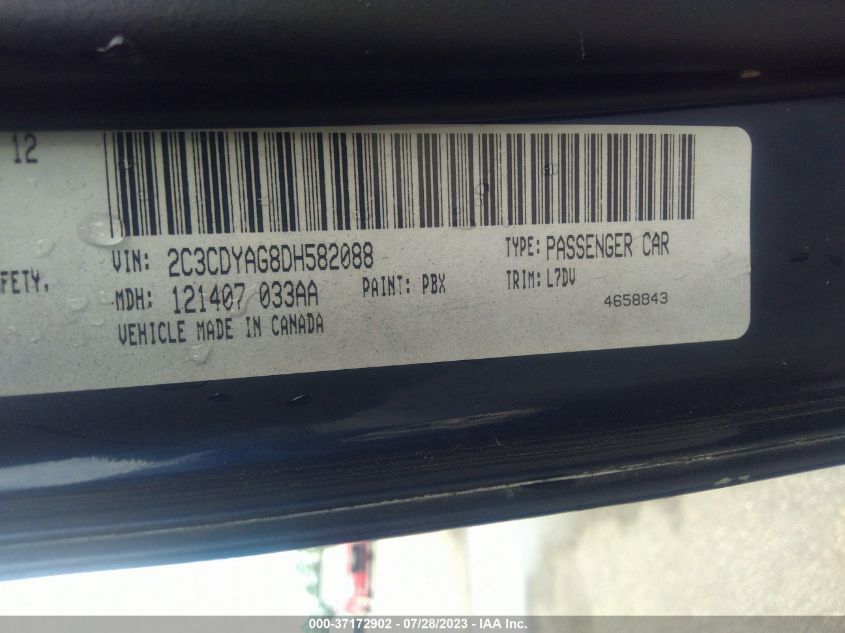 12
VIN: 2C3CDYAG8DH582088
TYPE: PASSENGER CAR
FETY,
MDH: 121407 033AA
PAINT: PBX
TRIM: L7DV
VEHICLE MADE IN CANADA
4658843
000-37172902 / 07/28/2023 / IAA Inc.